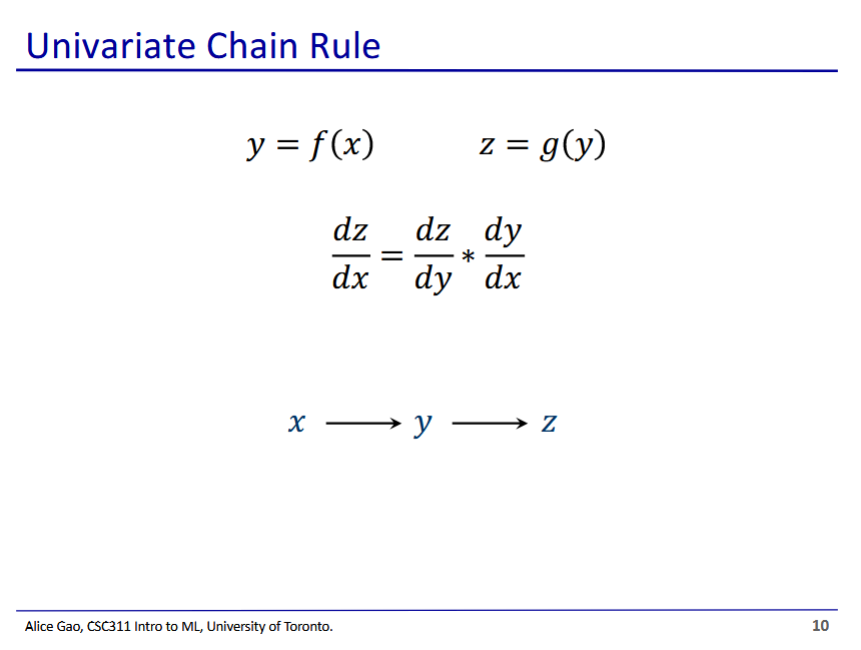 Univariate Chain Rule
y = f(x) z = g(y)
dz/dx = dz/dy * dy/dx
x ⟶ y ⟶ z
Alice Gao, CSC311 Intro to ML, University of Toronto. 10